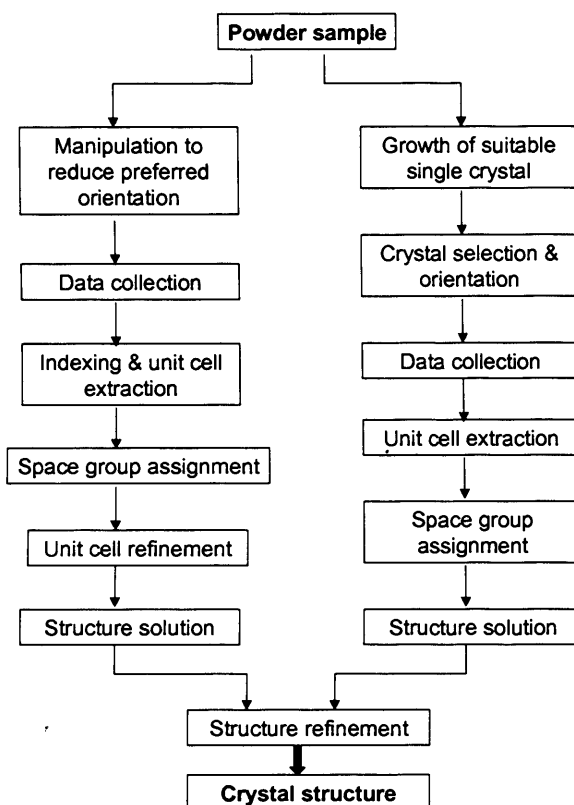 Powder sample
Manipulation to
reduce preferred
orientation
Data collection
Indexing & unit cell
extraction
Space group assignment
Unit cell refinement
Structure solution
Growth of suitable
single crystal
Crystal selection &
orientation
Data collection
Unit cell extraction
Space group
assignment
Structure solution
Structure refinement
Crystal structure